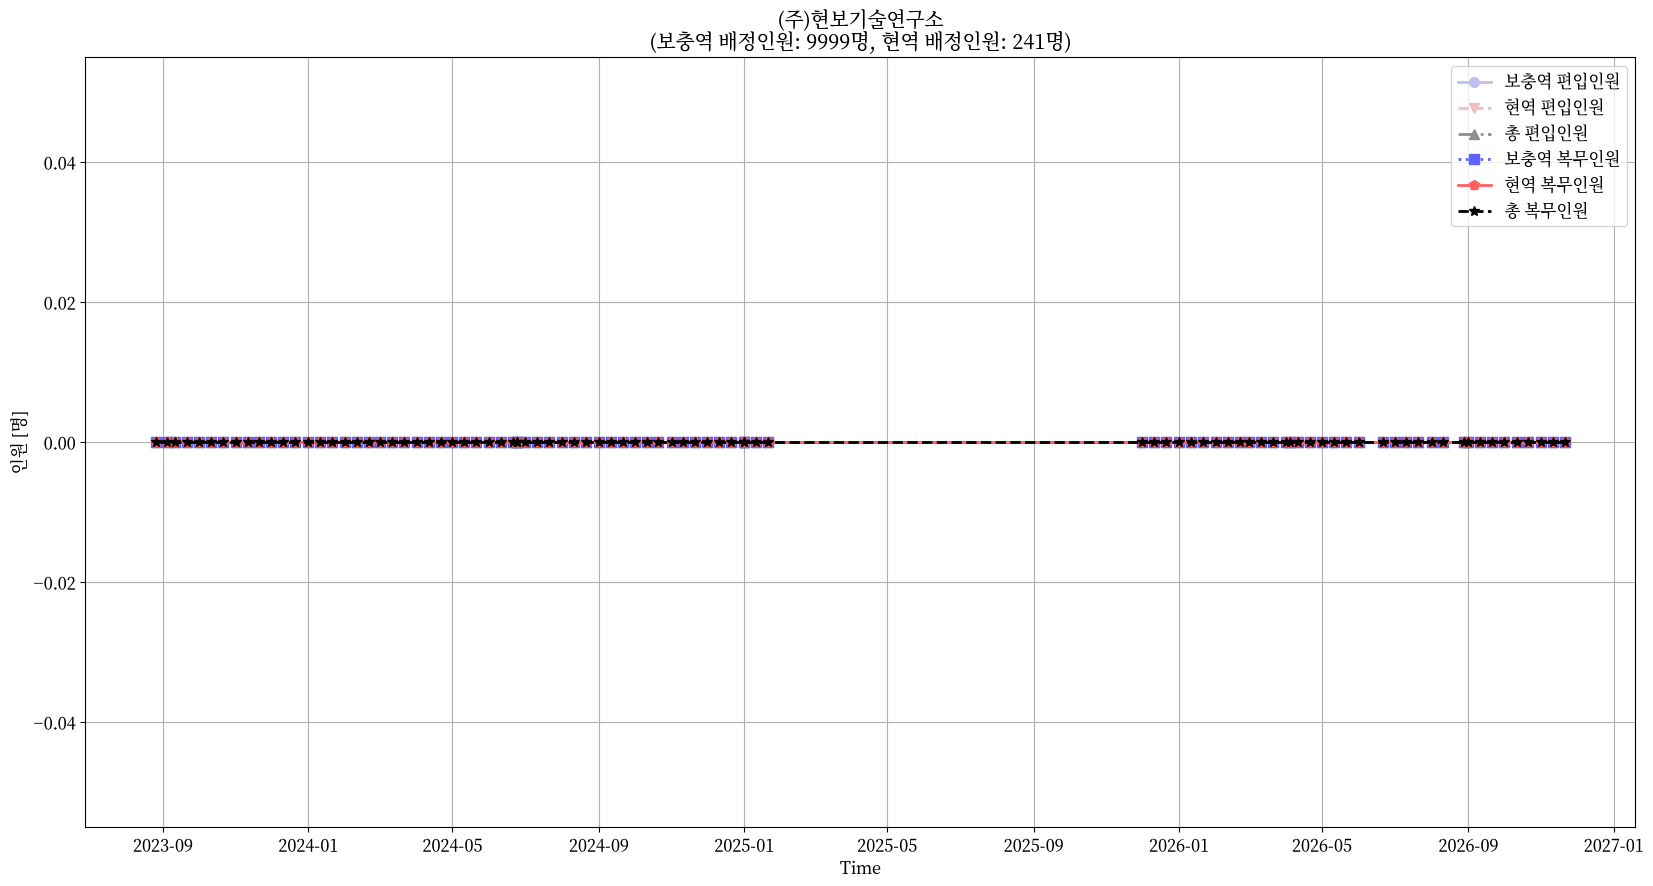 (주)현보기술연구소
(보충역 배정인원: 9999명, 현역 배정인원: 241명)
보충역 편입인원
현역 편입인원
총 편입인원
보충역 복무인원
현역 복무인원
총 복무인원
인원 [명]
0.04
0.02
0.00
−0.02
−0.04
2023-09
2024-01
2024-05
2024-09
2025-01
2025-05
2025-09
2026-01
2026-05
2026-09
2027-01
Time